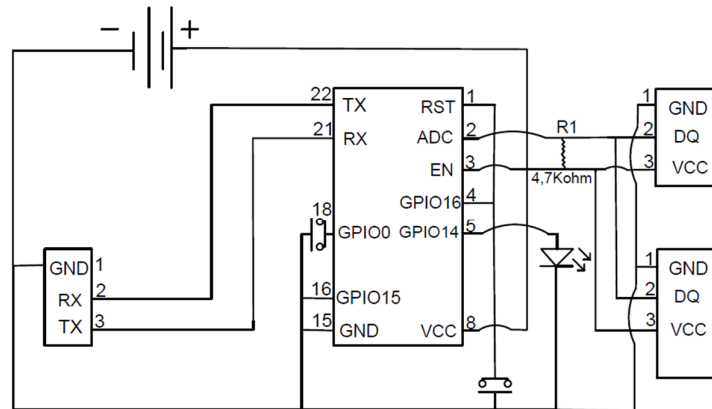 − +
22 TX RST 1
21 RX ADC 2
EN 3
GPIO16 4
18 GPIO0 GPIO14 5
16 GPIO15
15 GND VCC 8
GND 1
RX 2
TX 3
R1
4,7Kohm
1 GND
2 DQ
3 VCC
1 GND
2 DQ
3 VCC